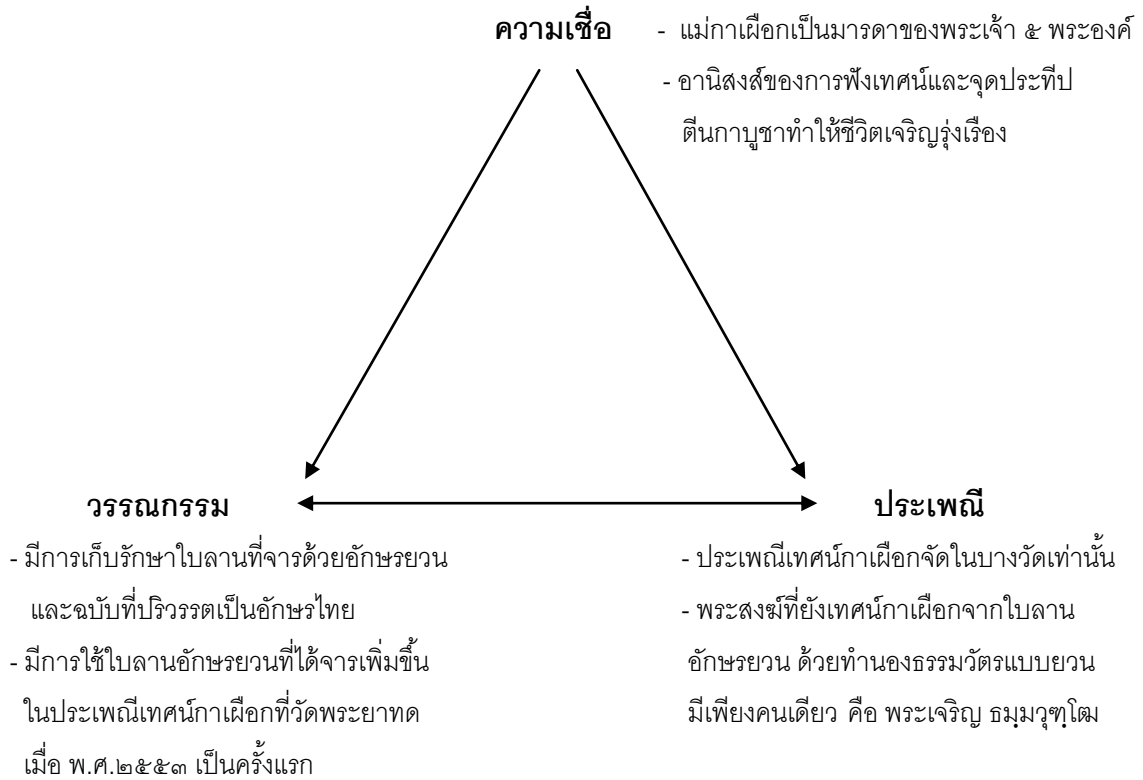 ความเชื่อ
- แม่กาเผือกเป็นมารดาของพระเจ้า ๕ พระองค์
- อานิสงส์ของการฟังเทศน์และจุดประทีป
ตีนกาบูชาทำให้ชีวิตเจริญรุ่งเรือง
วรรณกรรม
- มีการเก็บรักษาใบลานที่จารด้วยอักษรยวน
และฉบับที่ปริวรรตเป็นอักษรไทย
- มีการใช้ใบลานอักษรยวนที่ได้จารเพิ่มขึ้น
ในประเพณีเทศน์กาเผือกที่วัดพระยาทด
เมื่อ พ.ศ.๒๕๕๓ เป็นครั้งแรก
ประเพณี
- ประเพณีเทศน์กาเผือกจัดในบางวัดเท่านั้น
- พระสงฆ์ที่ยังเทศน์กาเผือกจากใบลาน
อักษรยวน ด้วยทำนองธรรมวัตรแบบยวน
มีเพียงคนเดียว คือ พระเจริญ ธมฺมวุฑฺโฒ